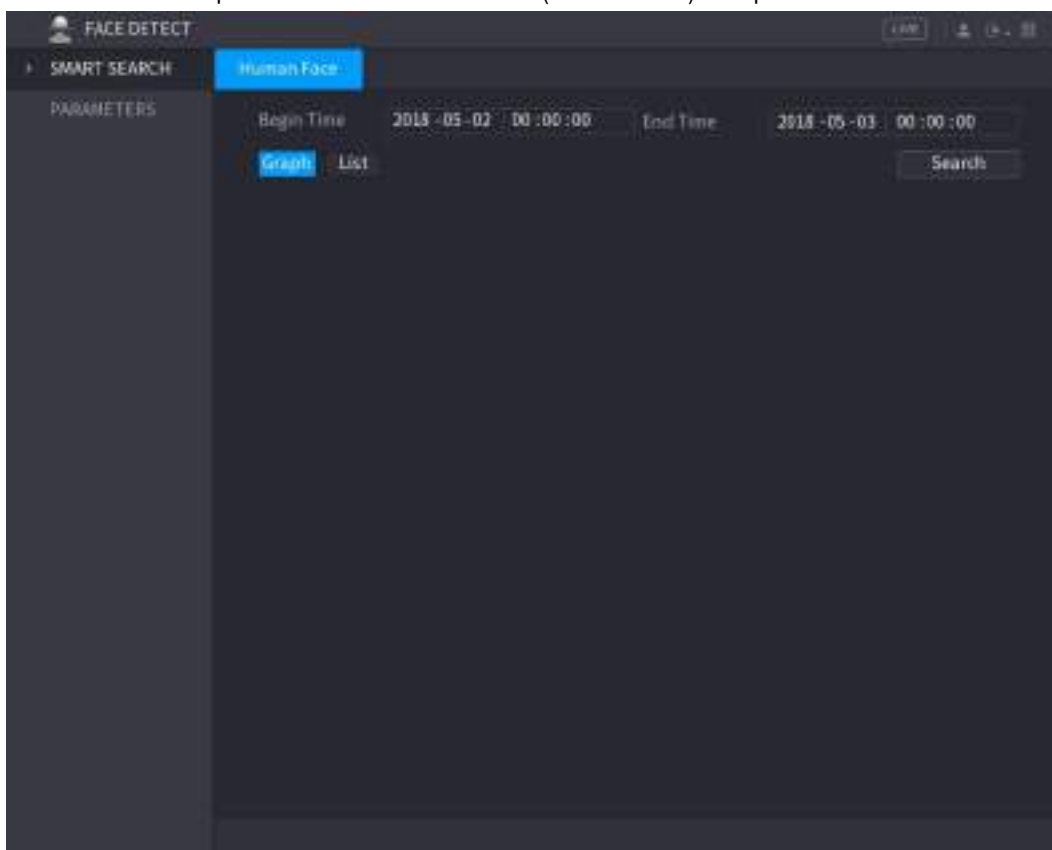 FACE DETECT LIVE
SMART SEARCH Human Face
PARAMETERS
Begin Time 2018 -05 -02 00 :00 :00 End Time 2018 -05 -03 00 :00 :00
Graph List Search